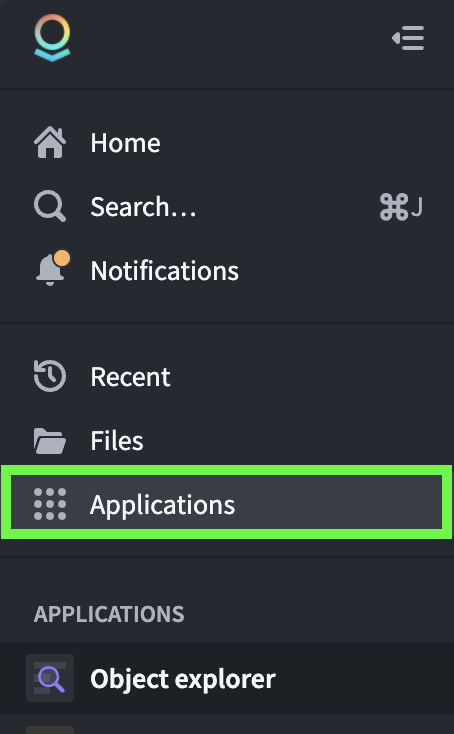 Home
Search… ⌘J
Notifications
Recent
Files
Applications
APPLICATIONS
Object explorer